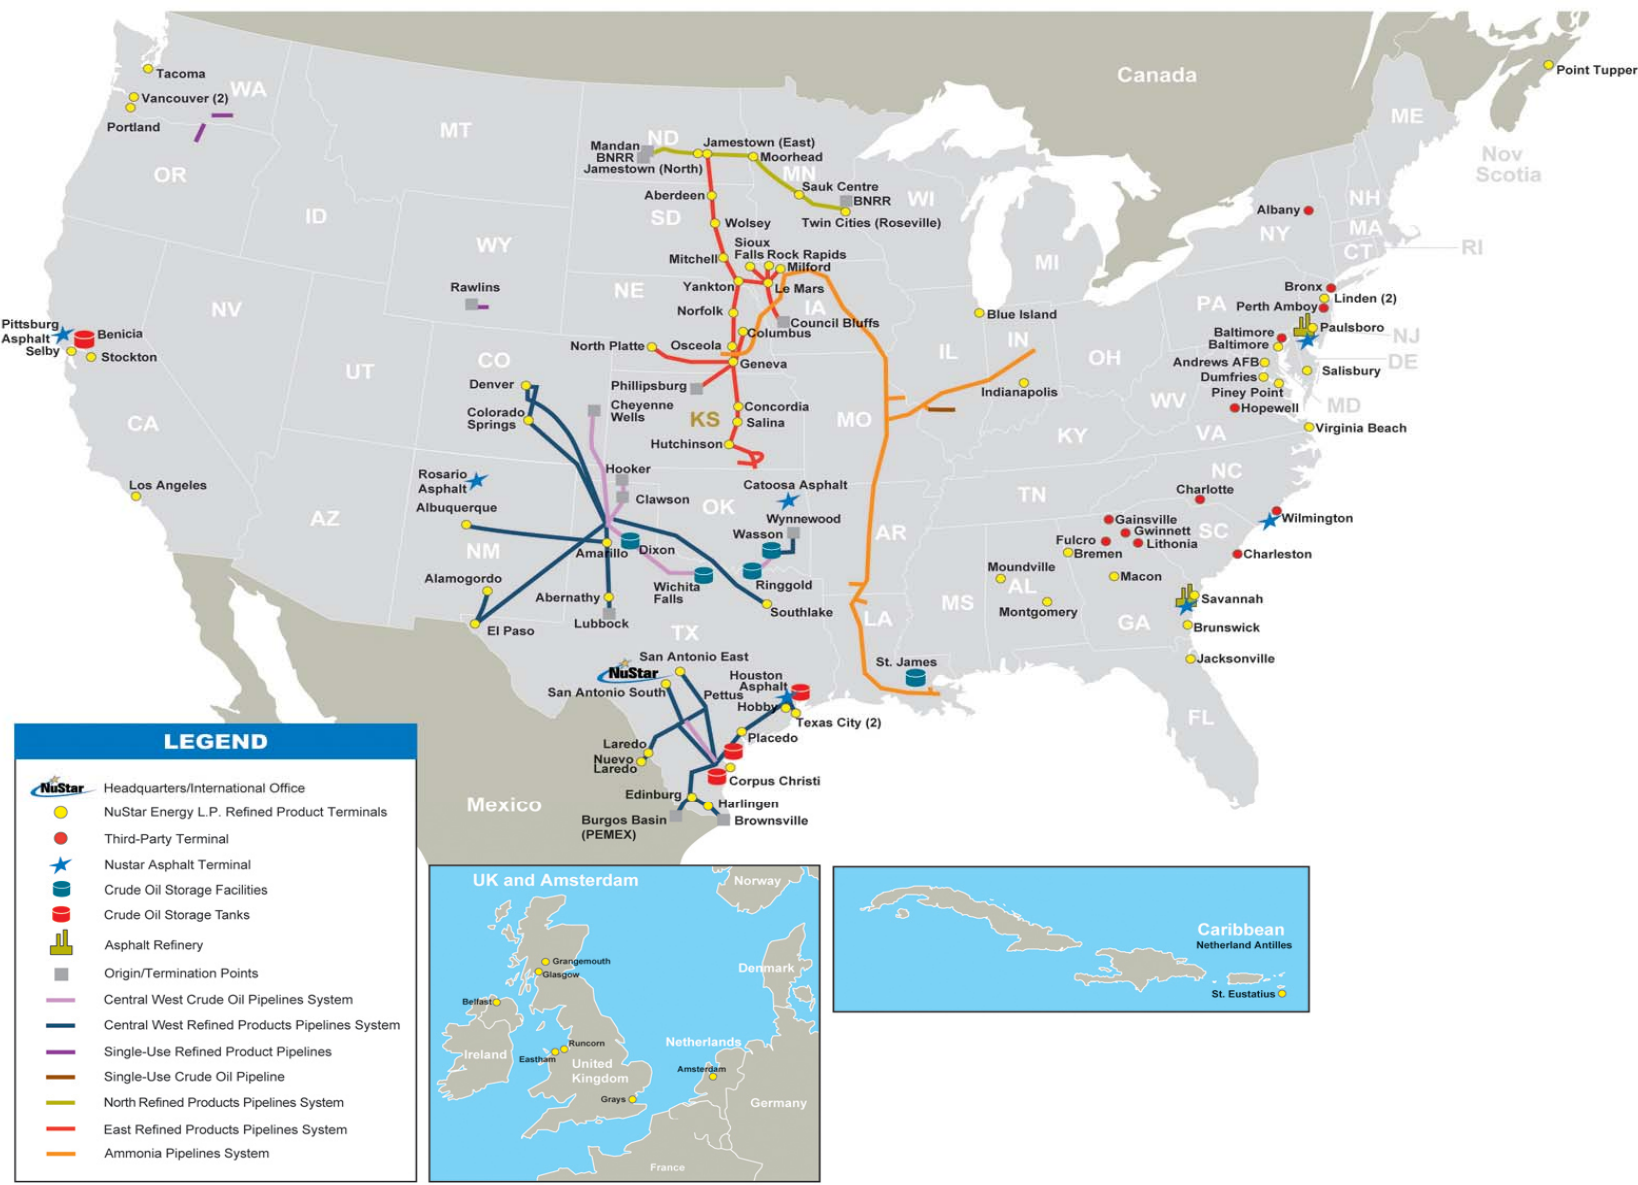 Canada
Point Tupper
Tacoma
WA
Vancouver (2)
Portland
ME
MT
ND
Mandan
BNRR
Jamestown (North)
Jamestown (East)
Moorhead
MN
Nov
Scotia
OR
Sauk Centre
BNRR
Twin Cities (Roseville)
WI
Aberdeen
NH
Albany
ID
SD
Wolsey
MA
NY
CT
RI
WY
Sioux
Falls
Rock Rapids
Mitchell
Milford
MI
Rawlins
NE
Yankton
Le Mars
Bronx
Linden (2)
PA
Perth Amboy
NV
Norfolk
IA
Council Bluffs
Blue Island
Pittsburg
Asphalt
Benicia
Selby
Stockton
Columbus
Paulsboro
Baltimore
Baltimore
NJ
North Platte
Osceola
Geneva
IL
IN
OH
Andrews AFB
DE
UT
CO
Denver
Phillipsburg
Indianapolis
Dumfries
Salisbury
Piney Point
Colorado
Springs
Cheyenne
Wells
KS
Concordia
Salina
MO
WV
Hopewell
MD
CA
Hutchinson
KY
VA
Virginia Beach
Los Angeles
Rosario
Asphalt
Hooker
Clawson
Catoosa Asphalt
NC
TN
Charlotte
Albuquerque
AZ
OK
Wynnewood
Wasson
AR
Gainsville
Gwinnett
SC
Wilmington
Fulcro
Lithonia
NM
Amarillo
Dixon
Bremen
Charleston
Alamogordo
Wichita
Falls
Ringgold
Moundville
Macon
Abernathy
Southlake
MS
AL
Montgomery
Savannah
El Paso
Lubbock
LA
GA
Brunswick
TX
St. James
Jacksonville
San Antonio East
NuStar
San Antonio South
Pettus
Houston
Asphalt
Hobby
Texas City (2)
FL
Placedo
Laredo
Nuevo
Laredo
Corpus Christi
Mexico
Edinburg
Harlingen
Burgos Basin
(PEMEX)
Brownsville
LEGEND
NuStar
Headquarters/International Office
NuStar Energy L.P. Refined Product Terminals
Third-Party Terminal
Nustar Asphalt Terminal
Crude Oil Storage Facilities
Crude Oil Storage Tanks
Asphalt Refinery
Origin/Termination Points
Central West Crude Oil Pipelines System
Central West Refined Products Pipelines System
Single-Use Refined Product Pipelines
Single-Use Crude Oil Pipeline
North Refined Products Pipelines System
East Refined Products Pipelines System
Ammonia Pipelines System
UK and Amsterdam
Norway
Grangemouth
Glasgow
Denmark
Belfast
Ireland
Runcorn
Eastham
United
Kingdom
Netherlands
Amsterdam
Grays
Germany
France
Caribbean
Netherland Antilles
St. Eustatius